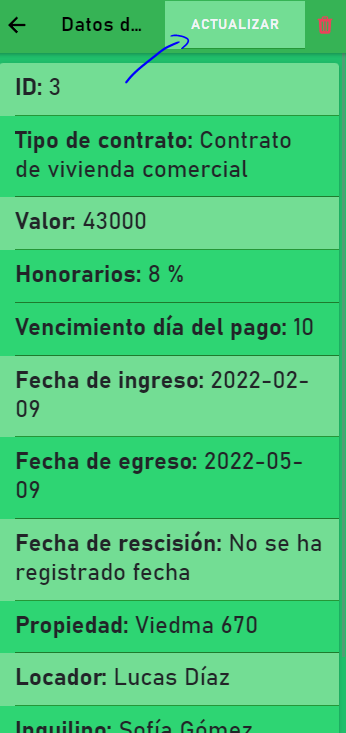 Datos d...
ACTUALIZAR
ID: 3
Tipo de contrato: Contrato
de vivienda comercial
Valor: 43000
Honorarios: 8 %
Vencimiento día del pago: 10
Fecha de ingreso: 2022-02-
09
Fecha de egreso: 2022-05-
09
Fecha de rescisión: No se ha
registrado fecha
Propiedad: Viedma 670
Locador: Lucas Díaz
Inquilino: Sofía Gómez